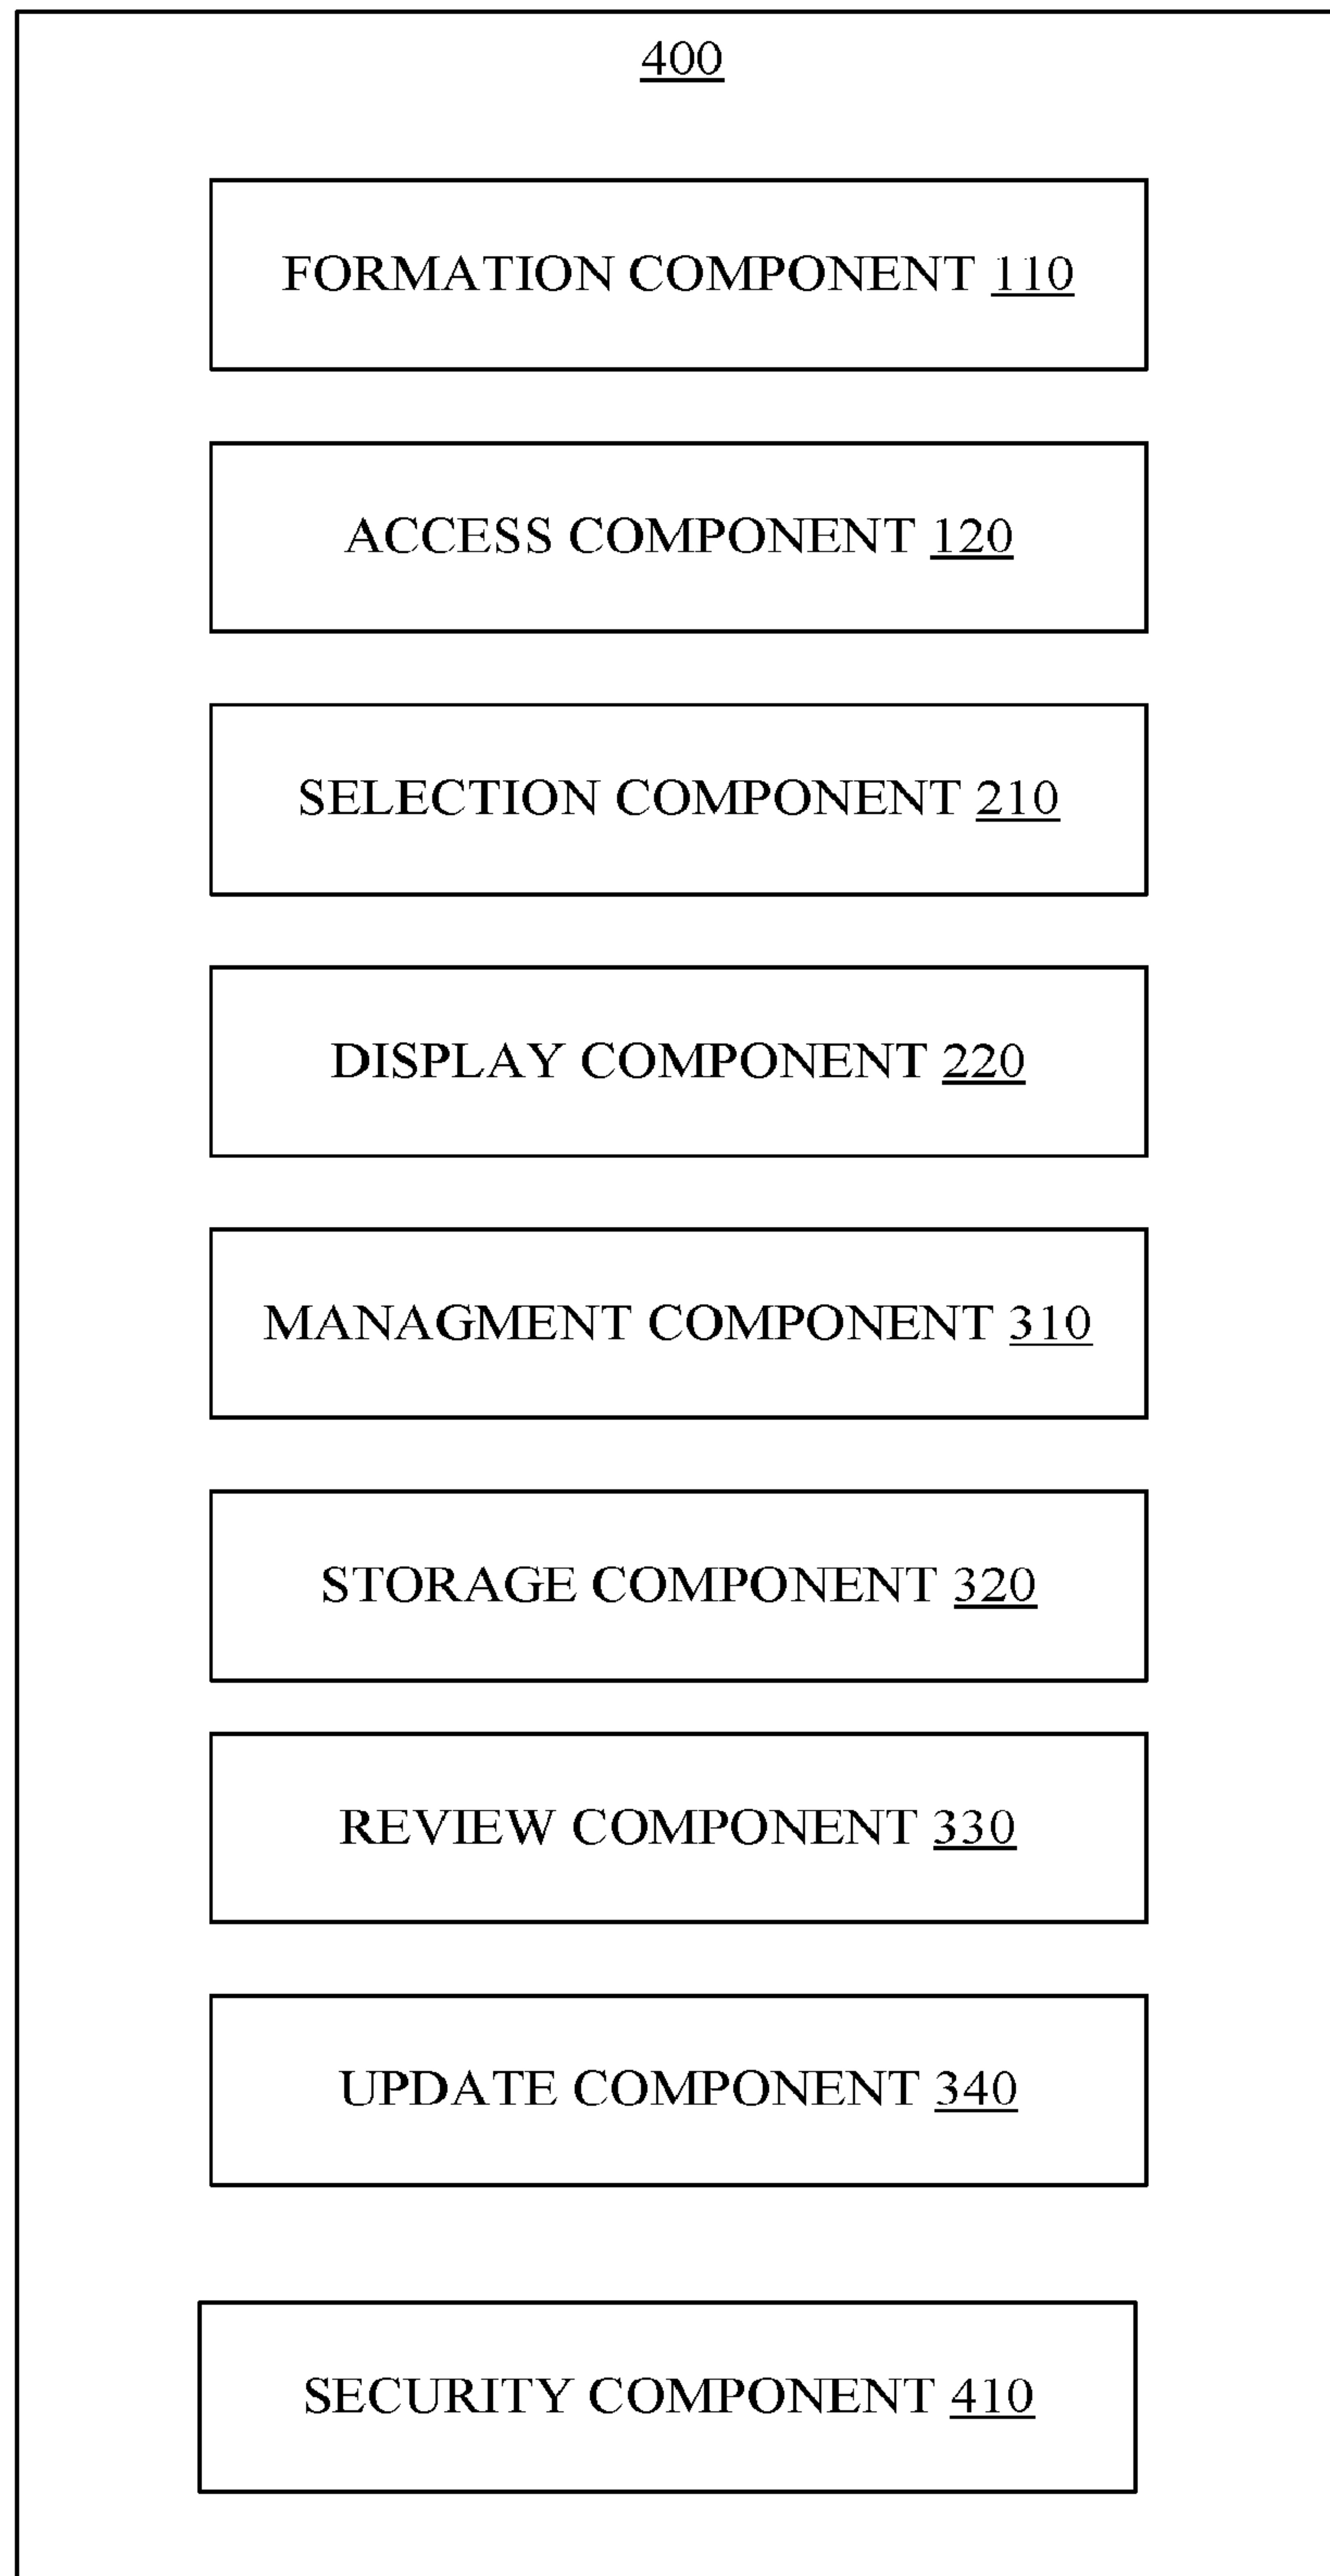 400
FORMATION COMPONENT 110
ACCESS COMPONENT 120
SELECTION COMPONENT 210
DISPLAY COMPONENT 220
MANAGMENT COMPONENT 310
STORAGE COMPONENT 320
REVIEW COMPONENT 330
UPDATE COMPONENT 340
SECURITY COMPONENT 410